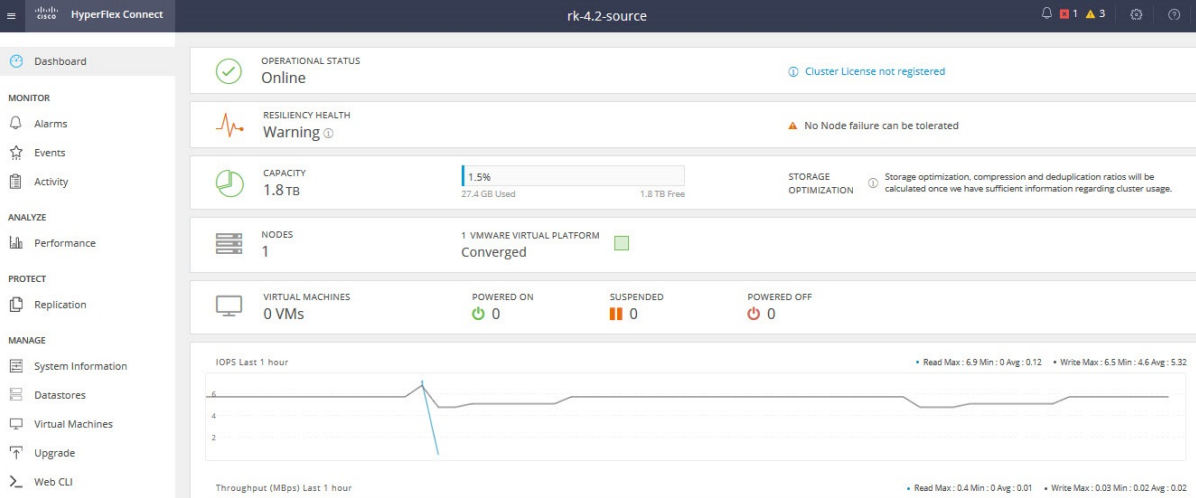 cisco HyperFlex Connect
rk-4.2-source
1 3
Dashboard
MONITOR
Alarms
Events
Activity
ANALYZE
Performance
PROTECT
Replication
MANAGE
System Information
Datastores
Virtual Machines
Upgrade
Web CLI
OPERATIONAL STATUS
Online
Cluster License not registered
RESILIENCY HEALTH
Warning
No Node failure can be tolerated
CAPACITY
1.8 TB
1.5%
27.4 GB Used 1.8 TB Free
STORAGE
OPTIMIZATION
Storage optimization, compression and deduplication ratios will be
calculated once we have sufficient information regarding cluster usage.
NODES
1
1 VMWARE VIRTUAL PLATFORM
Converged
VIRTUAL MACHINES
0 VMs
POWERED ON
0
SUSPENDED
0
POWERED OFF
0
IOPS Last 1 hour
Read Max : 6.9 Min : 0 Avg : 0.12 Write Max : 6.5 Min : 4.6 Avg : 5.32
6
4
2
Throughput (MBps) Last 1 hour
Read Max : 0.4 Min : 0 Avg : 0.01 Write Max : 0.03 Min : 0.02 Avg : 0.02